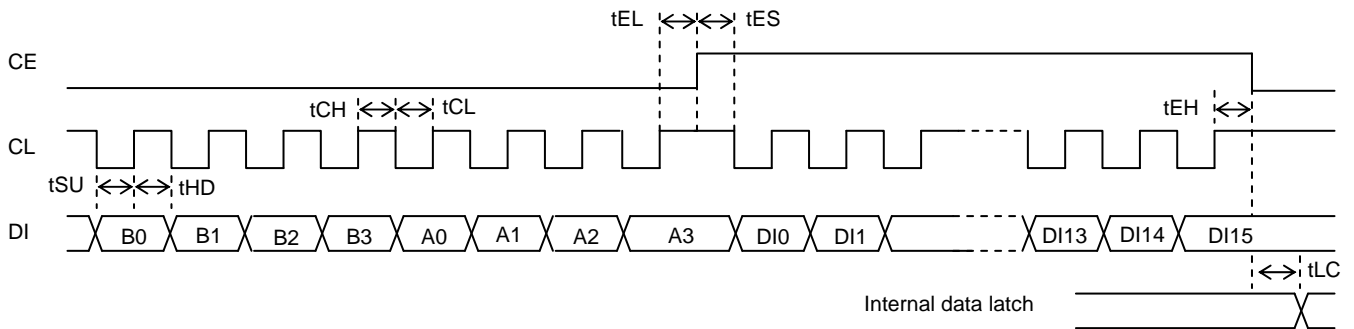 tEL tES
CE
tCH tCL tEH
CL
tSU tHD
DI B0 B1 B2 B3 A0 A1 A2 A3 DI0 DI1 DI13 DI14 DI15
tLC
Internal data latch